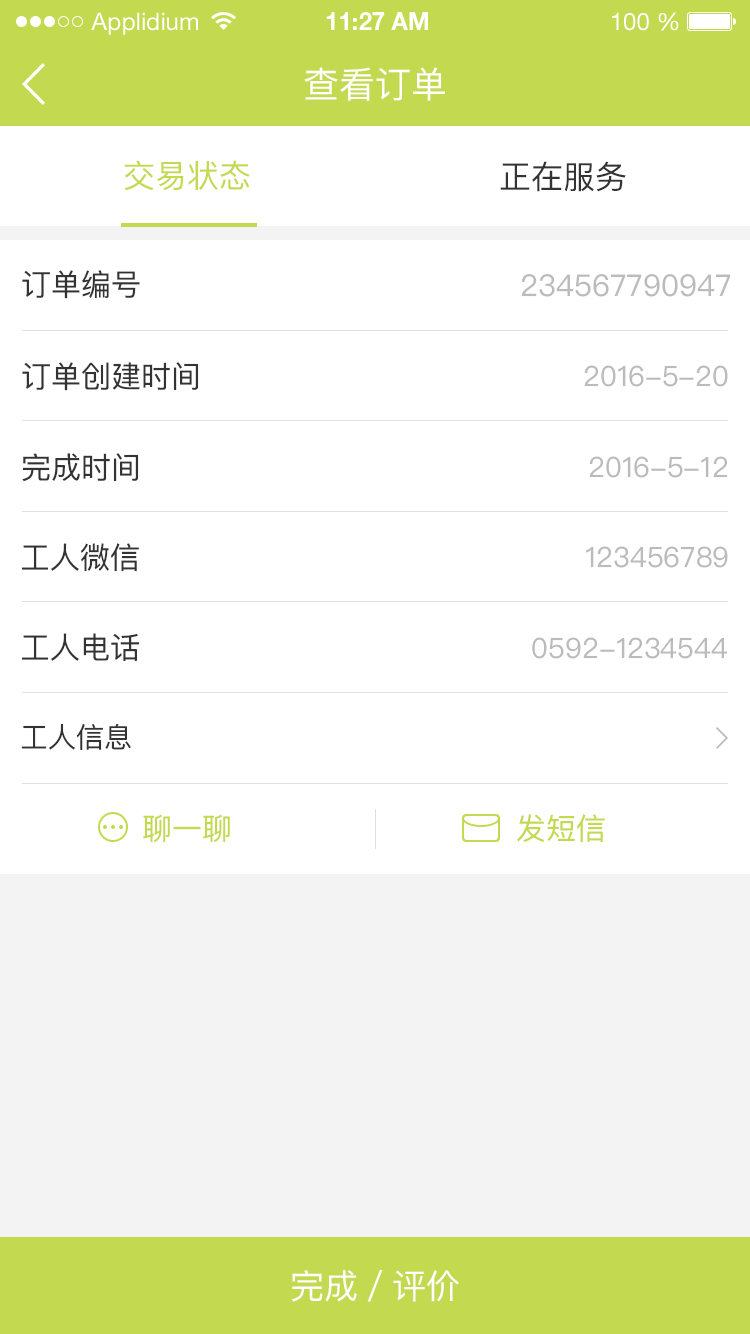 Applidium 11:27 AM 100 %
查看订单
交易状态 正在服务
订单编号 234567790947
订单创建时间 2016-5-20
完成时间 2016-5-12
工人微信 123456789
工人电话 0592-1234544
工人信息
聊一聊 发短信
完成 / 评价